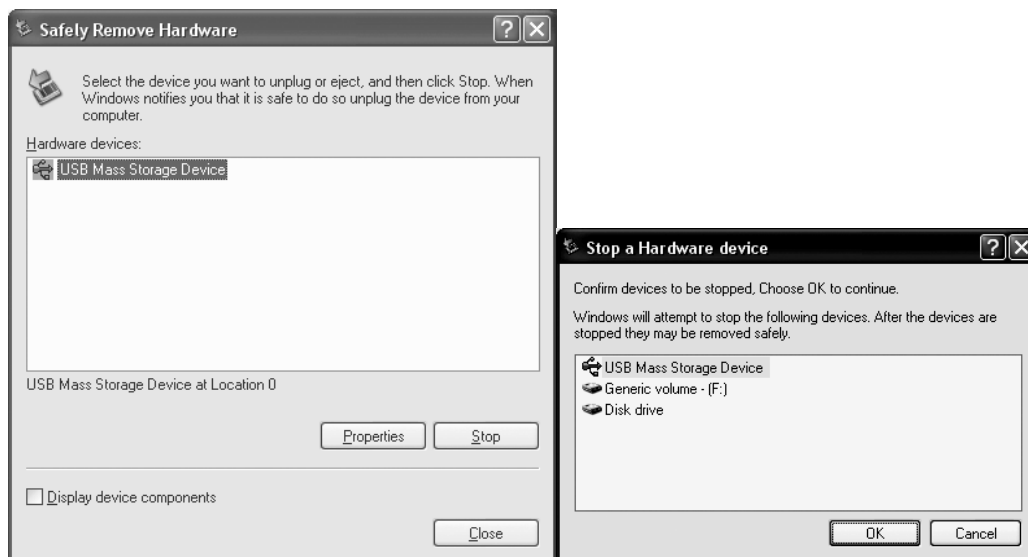 Safely Remove Hardware
Select the device you want to unplug or eject, and then click Stop. When
Windows notifies you that it is safe to do so unplug the device from your
computer.
Hardware devices:
USB Mass Storage Device
USB Mass Storage Device at Location 0
Properties
Stop
Display device components
Close
Stop a Hardware device
Confirm devices to be stopped, Choose OK to continue.
Windows will attempt to stop the following devices. After the devices are
stopped they may be removed safely.
USB Mass Storage Device
Generic volume - (F:)
Disk drive
OK
Cancel